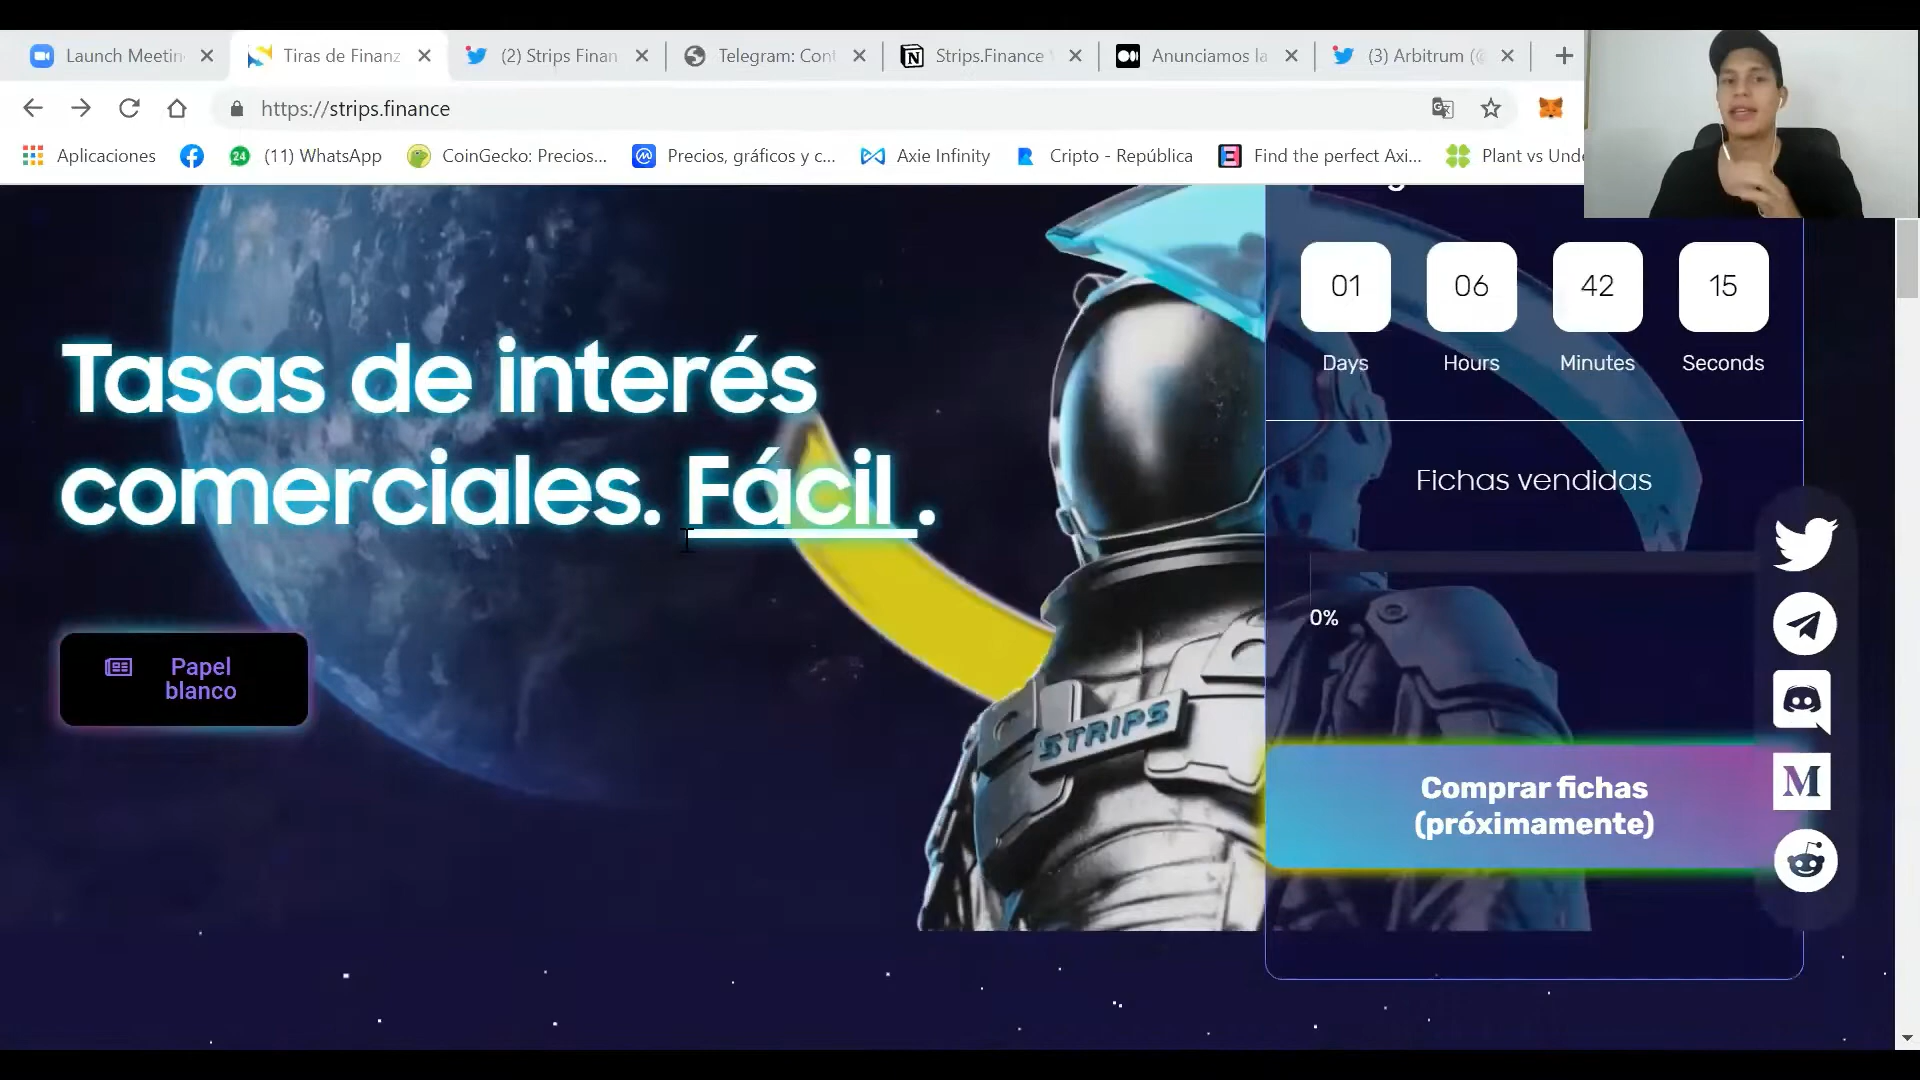 Launch Meetin
Tiras de Finanz
(2) Strips Finan
Telegram: Cont
Strips.Finance
Anunciamos la
(3) Arbitrum (@
https://strips.finance
Aplicaciones
24
(11) WhatsApp
CoinGecko: Precios...
Precios, gráficos y c...
Axie Infinity
Cripto - República
Find the perfect Axi...
Plant vs Unde
01
06
42
15
Days
Hours
Minutes
Seconds
Tasas de interés
comerciales. Fácil .
Fichas vendidas
0%
Papel
blanco
STRIPS
Comprar fichas
(próximamente)